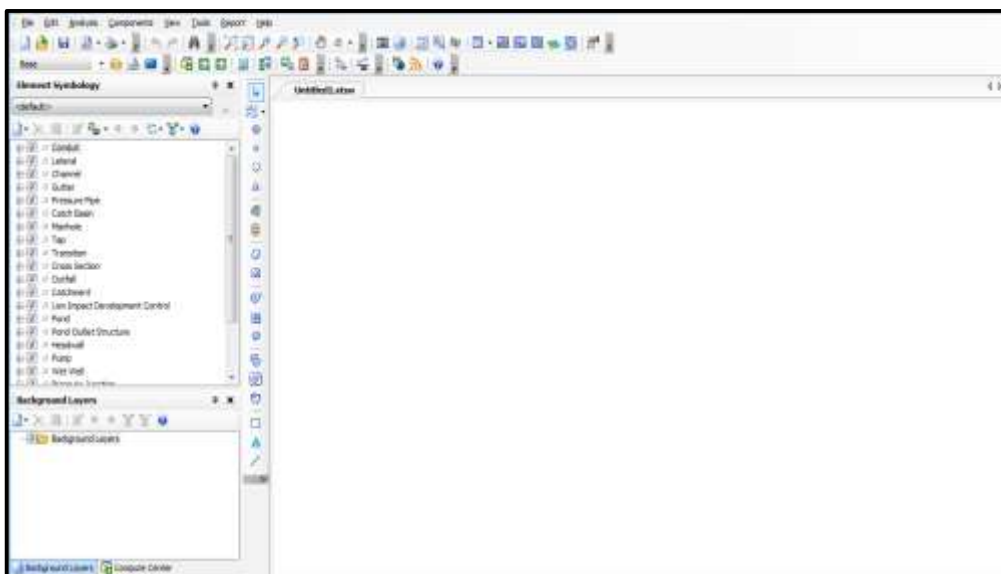 File Edit Analysis Components View Tools Report Help
Base
Element Symbology
<default>
Conduit
Lateral
Channel
Gutter
Pressure Pipe
Catch Basin
Manhole
Tap
Transition
Cross Section
Outfall
Catchment
Low Impact Development Control
Pond
Pond Outlet Structure
Headwall
Pump
Wet Well
Pressure Junction
Background Layers
Background Layers
Background Layers Compute Center
Untitled1.stsw